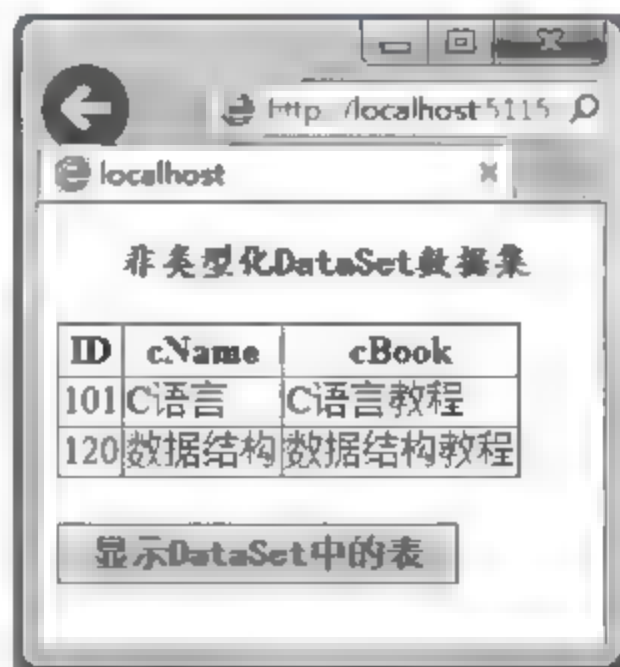 http://localhost:5115
localhost
非类型化DataSet数据集
ID cName cBook
101 C语言 C语言教程
120 数据结构 数据结构教程
显示DataSet中的表